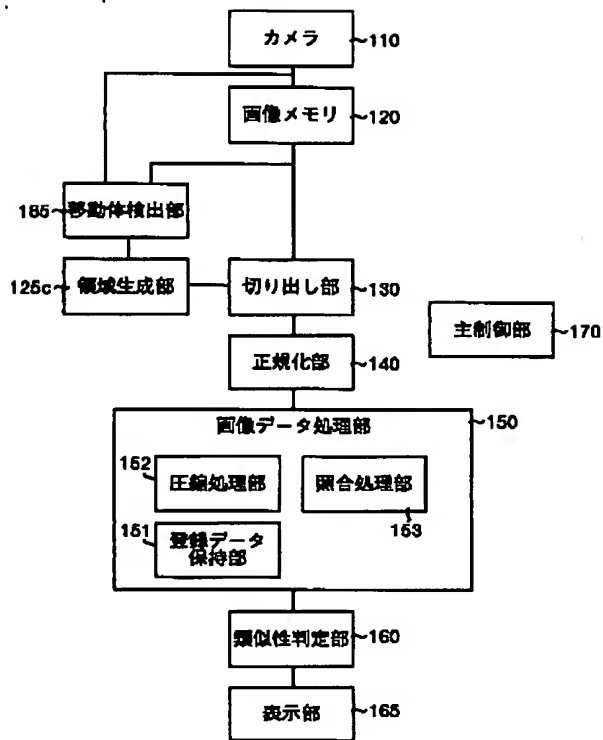 カメラ 110
画像メモリ 120
185 移動体検出部
125c 領域生成部 切り出し部 130
主制御部 170
正規化部 140
画像データ処理部 150
152 圧縮処理部 照合処理部 153
151 登録データ
保持部
類似性判定部 160
表示部 165